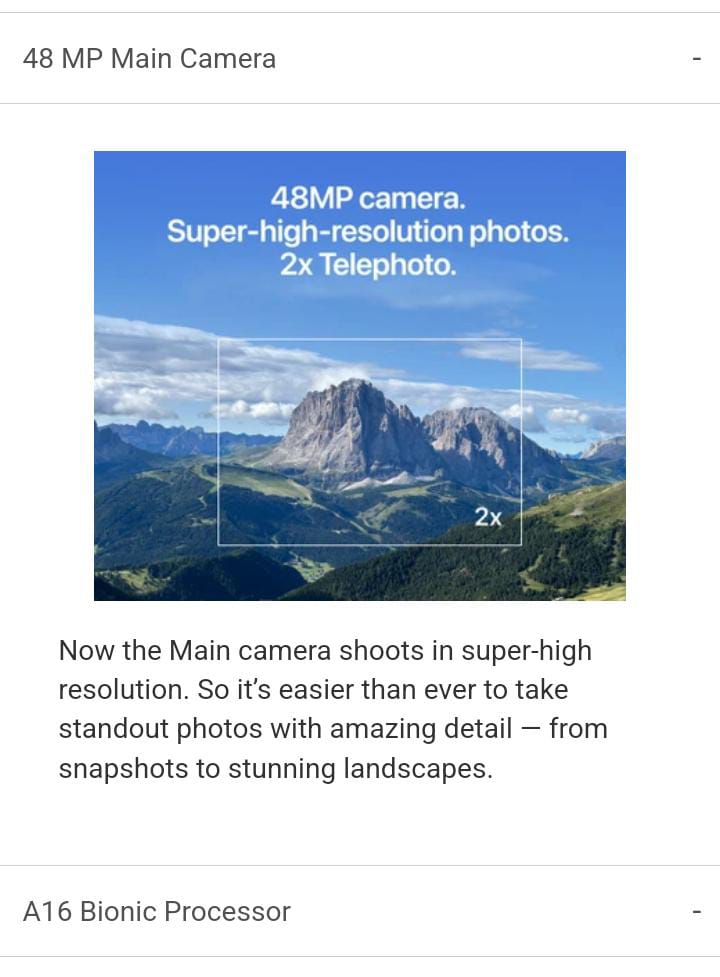 48 MP Main Camera -
48MP camera.
Super-high-resolution photos.
2x Telephoto.
2x
Now the Main camera shoots in super-high
resolution. So it’s easier than ever to take
standout photos with amazing detail — from
snapshots to stunning landscapes.
A16 Bionic Processor -